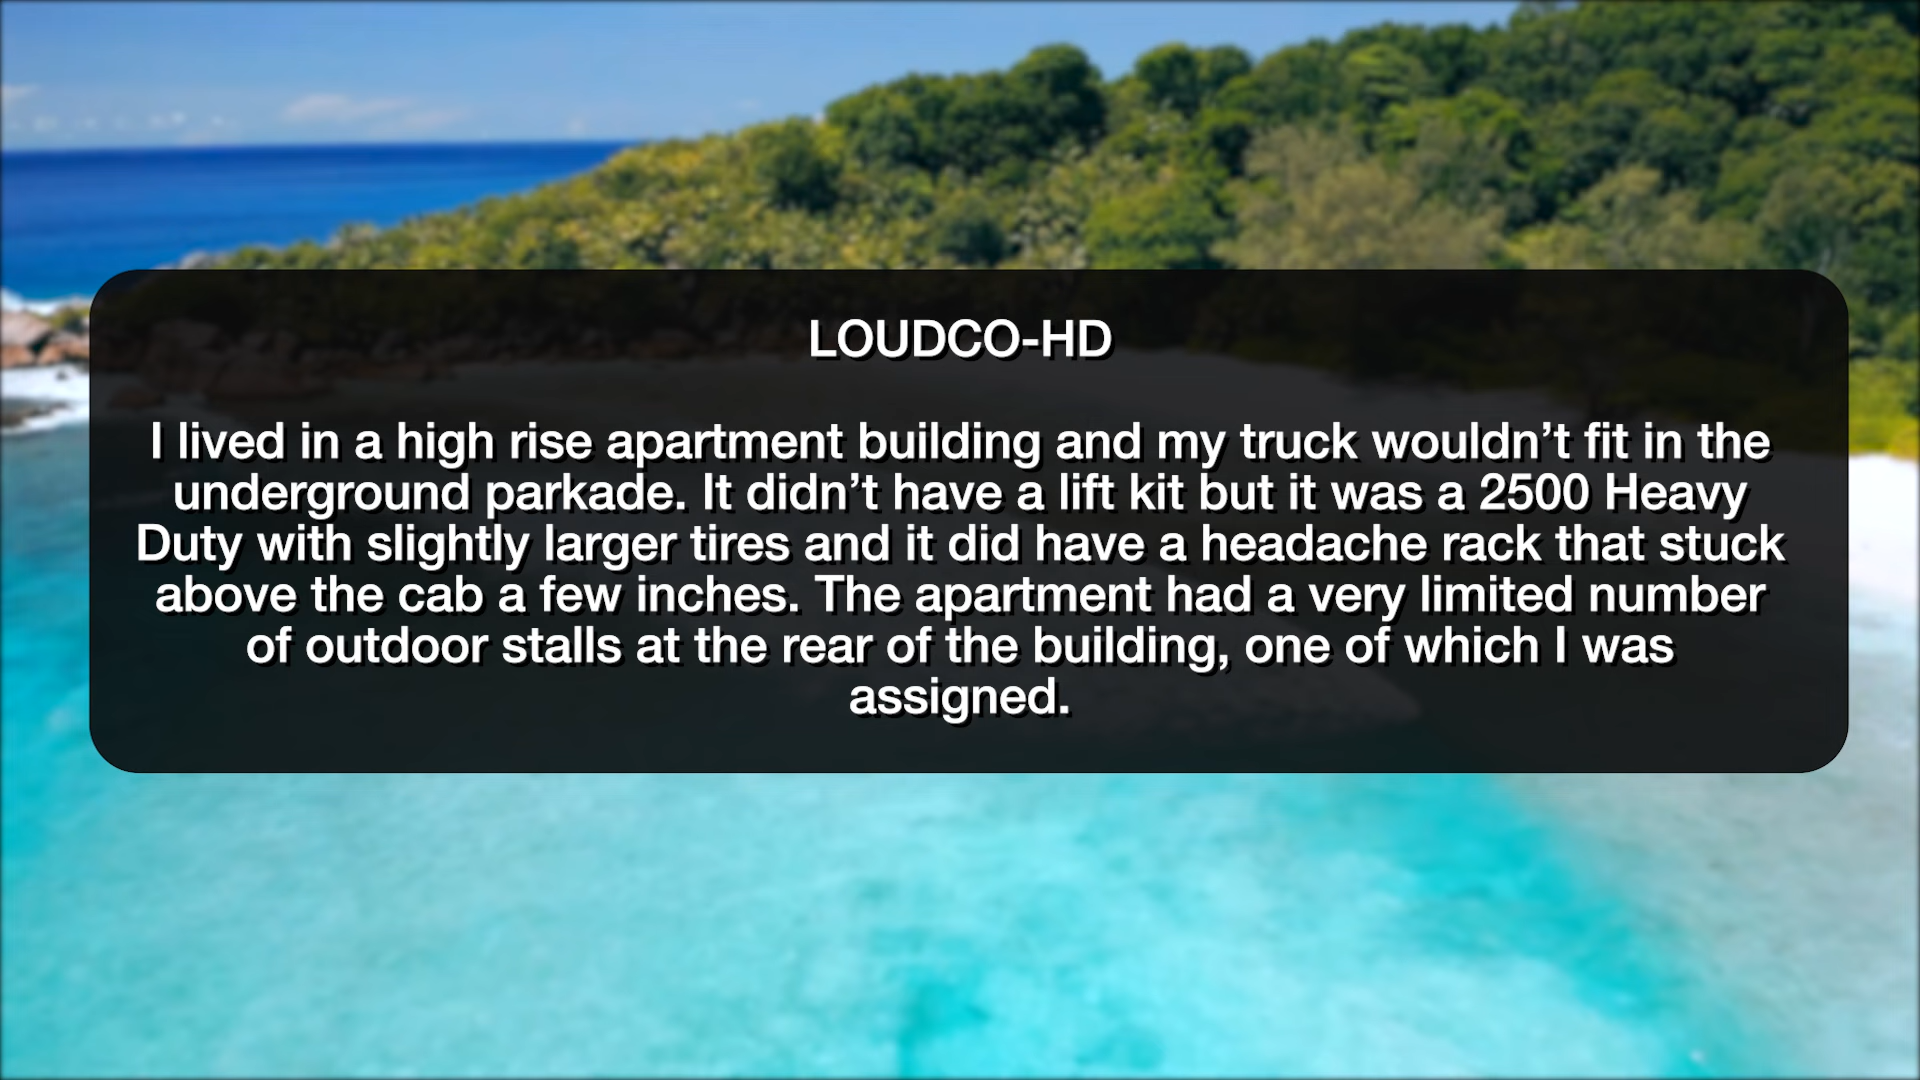 LOUDCO-HD
I lived in a high rise apartment building and my truck wouldn’t fit in the
underground parkade. It didn’t have a lift kit but it was a 2500 Heavy
Duty with slightly larger tires and it did have a headache rack that stuck
above the cab a few inches. The apartment had a very limited number
of outdoor stalls at the rear of the building, one of which I was
assigned.